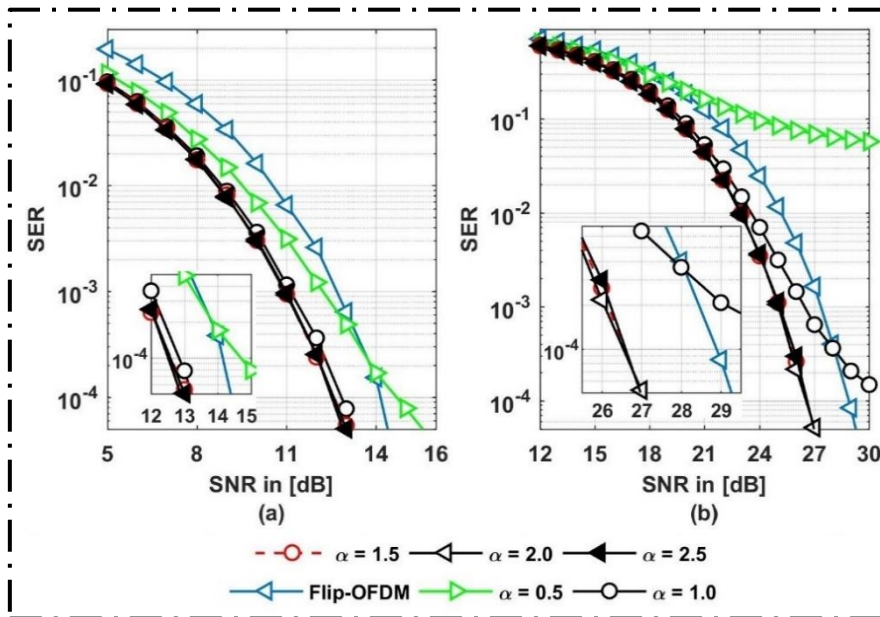 10^-1
10^-2
10^-3
10^-4
SER
10^-4
12 13 14 15
5 8 11 14 16
SNR in [dB]
(a)
10^-1
10^-2
10^-3
10^-4
SER
10^-4
26 27 28 29
12 15 18 21 24 27 30
SNR in [dB]
(b)
α = 1.5 α = 2.0 α = 2.5
Flip-OFDM α = 0.5 α = 1.0